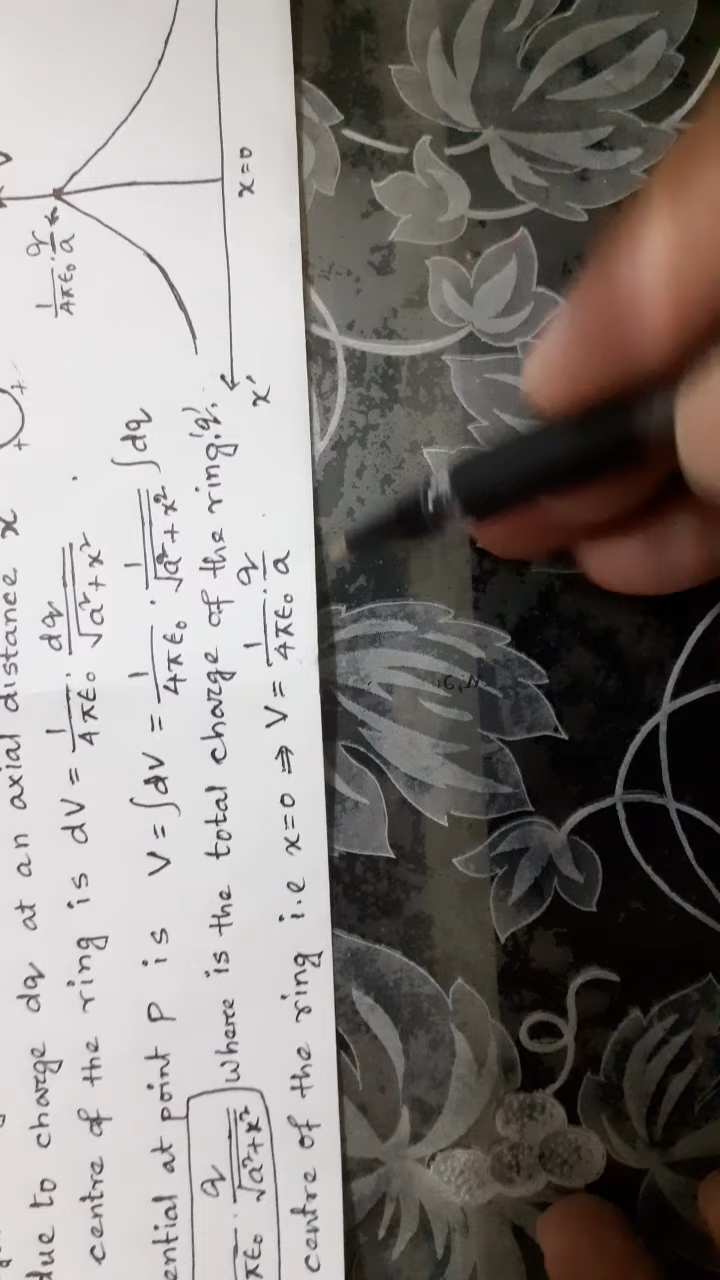 due to charge dq at an axial distance x
centre of the ring is dV = 1/4πε₀ · dq/√a²+x² .
ential at point P is V = ∫dV = 1/4πε₀ · 1/√a²+x² ∫dq
πε₀ · q/√a²+x² where is the total charge of the ring 'q'.
centre of the ring i.e x=0 ⇒ V = 1/4πε₀ · q/a .
1/4πε₀ · q/a
x'
x=0